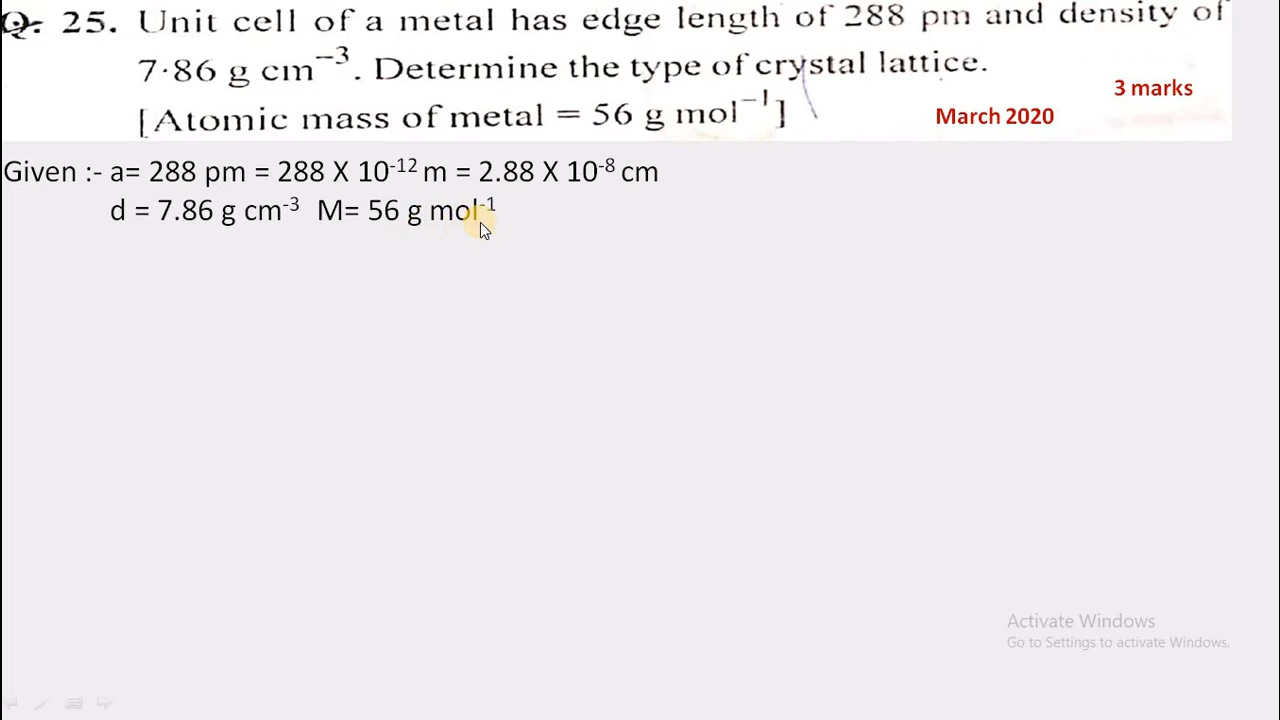 Q. 25. Unit cell of a metal has edge length of 288 pm and density of
7·86 g cm⁻³. Determine the type of crystal lattice.
3 marks
[Atomic mass of metal = 56 g mol⁻¹]
March 2020
Given :- a= 288 pm = 288 X 10⁻¹² m = 2.88 X 10⁻⁸ cm
d = 7.86 g cm⁻³ M= 56 g mol⁻¹
Activate Windows
Go to Settings to activate Windows.